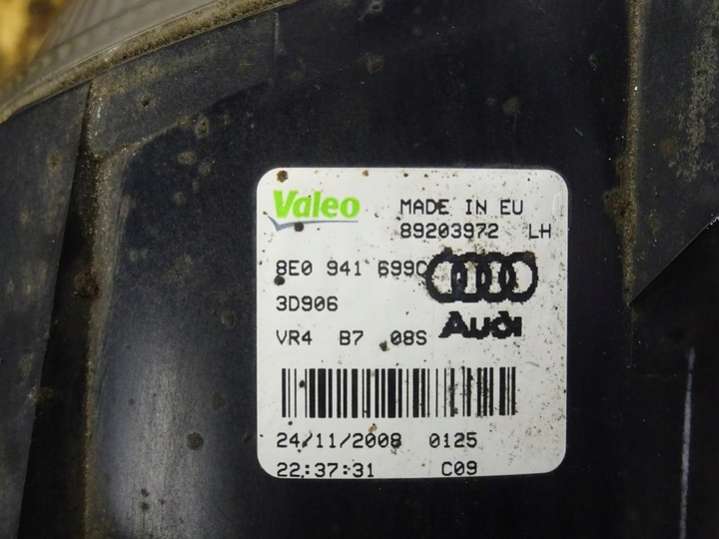 Valeo MADE IN EU
89203972 LH
8E0 941 699C
3D906
Audi
VR4 B7 08S
24/11/2008 0125
22:37:31 C09